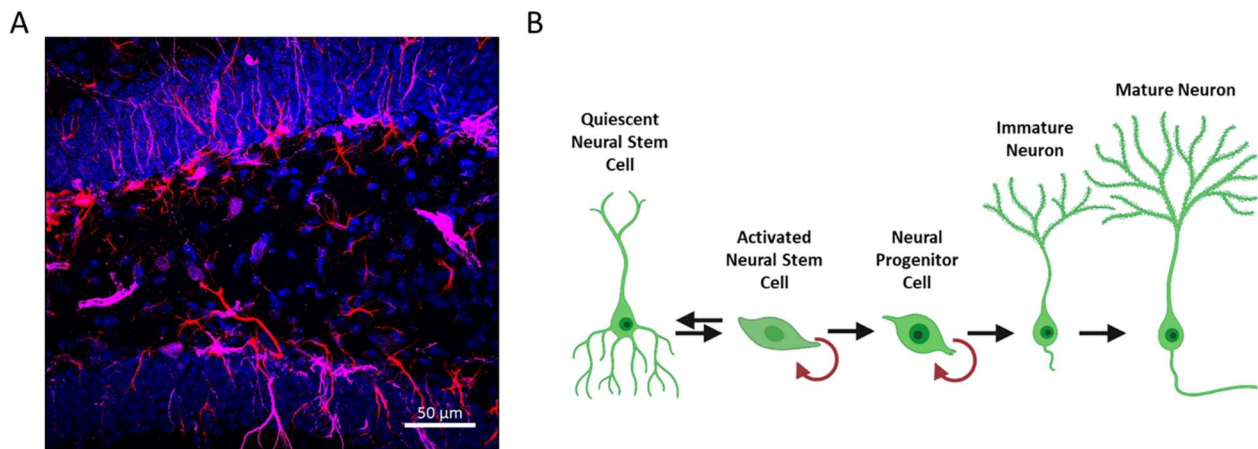 A
50 µm
B
Quiescent
Neural Stem
Cell
Activated
Neural Stem
Cell
Neural
Progenitor
Cell
Immature
Neuron
Mature Neuron